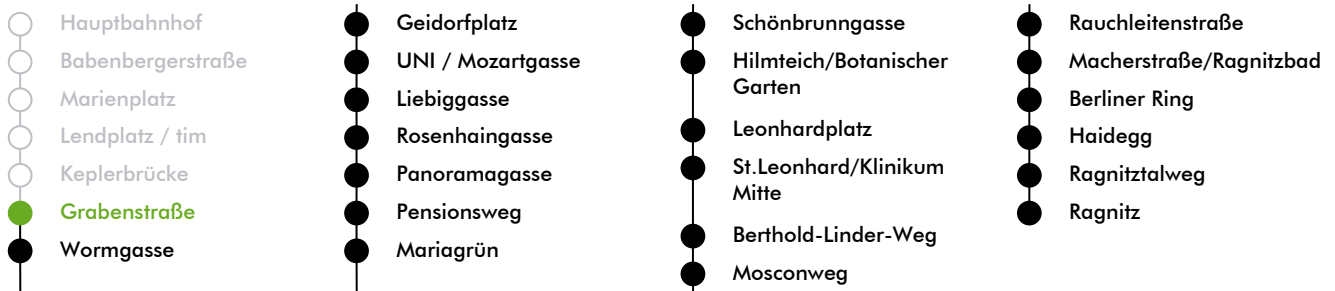 Hauptbahnhof
Babenbergerstraße
Marienplatz
Lendplatz / tim
Keplerbrücke
Grabenstraße
Wormgasse
Geidorfplatz
UNI / Mozartgasse
Liebiggasse
Rosenhaingasse
Panoramagasse
Pensionsweg
Mariagrün
Schönbrunngasse
Hilmteich/Botanischer
Garten
Leonhardplatz
St.Leonhard/Klinikum
Mitte
Berthold-Linder-Weg
Mosconweg
Rauchleitenstraße
Macherstraße/Ragnitzbad
Berliner Ring
Haidegg
Ragnitztalweg
Ragnitz